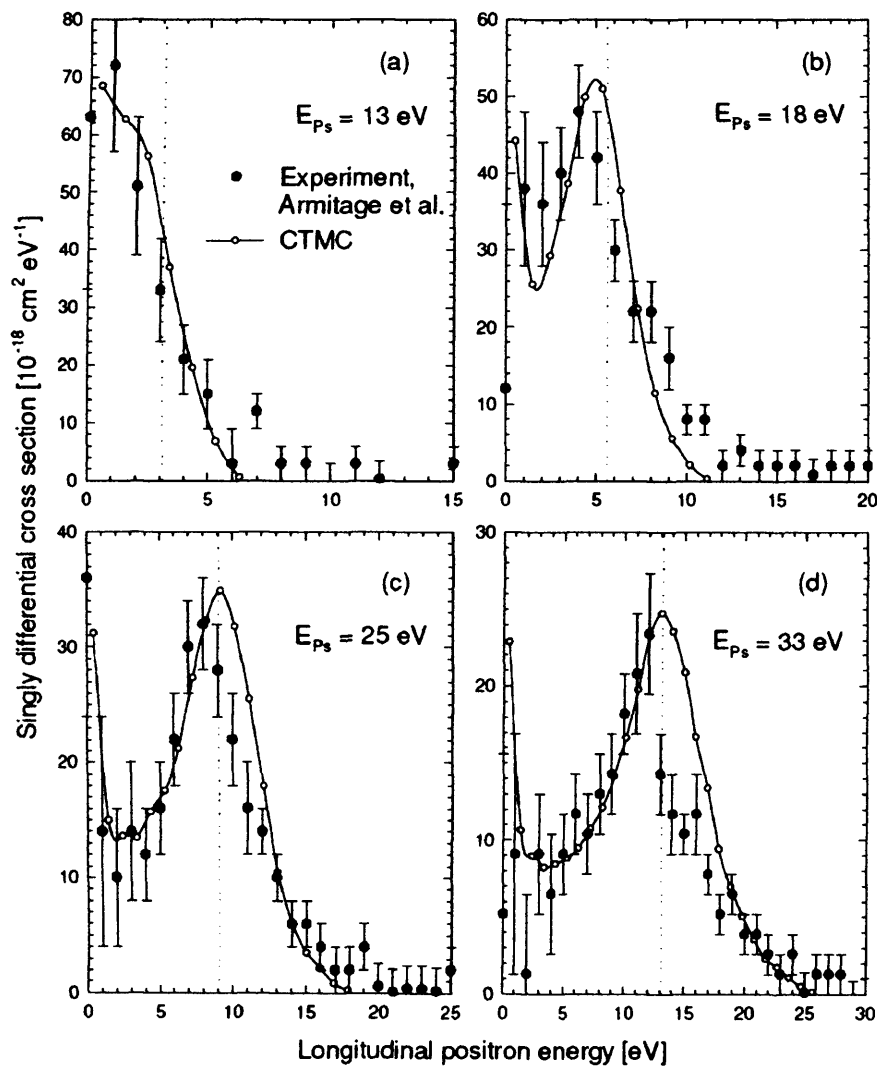 Singly differential cross section [10⁻¹⁸ cm² eV⁻¹]
80
70
60
50
40
30
20
10
0
(a)
E_Ps = 13 eV
Experiment,
Armitage et al.
CTMC
0 5 10 15
60
50
40
30
20
10
0
(b)
E_Ps = 18 eV
0 5 10 15 20
40
30
20
10
0
(c)
E_Ps = 25 eV
0 5 10 15 20 25
30
20
10
0
(d)
E_Ps = 33 eV
0 5 10 15 20 25 30
Longitudinal positron energy [eV]